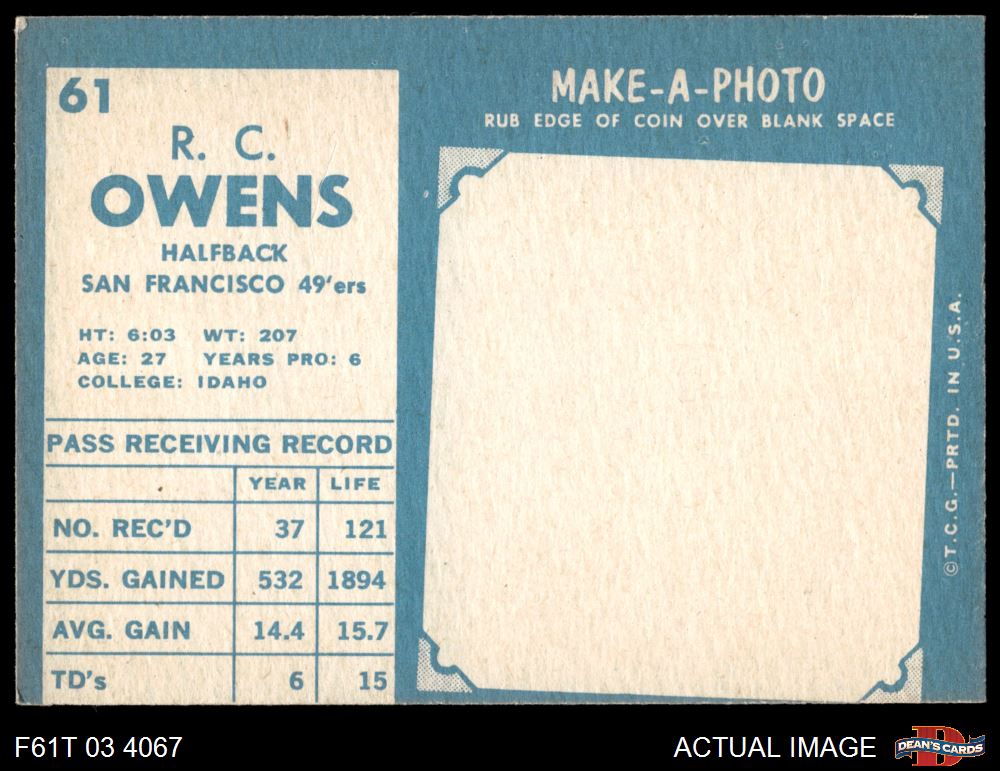 61
R. C.
OWENS
HALFBACK
SAN FRANCISCO 49'ers
HT: 6:03 WT: 207
AGE: 27 YEARS PRO: 6
COLLEGE: IDAHO
PASS RECEIVING RECORD
YEAR LIFE
NO. REC'D 37 121
YDS. GAINED 532 1894
AVG. GAIN 14.4 15.7
TD's 6 15
MAKE-A-PHOTO
RUB EDGE OF COIN OVER BLANK SPACE
©T.C.G.—PRTD. IN U.S.A.
F61T 03 4067
ACTUAL IMAGE
D
DEAN'S CARDS